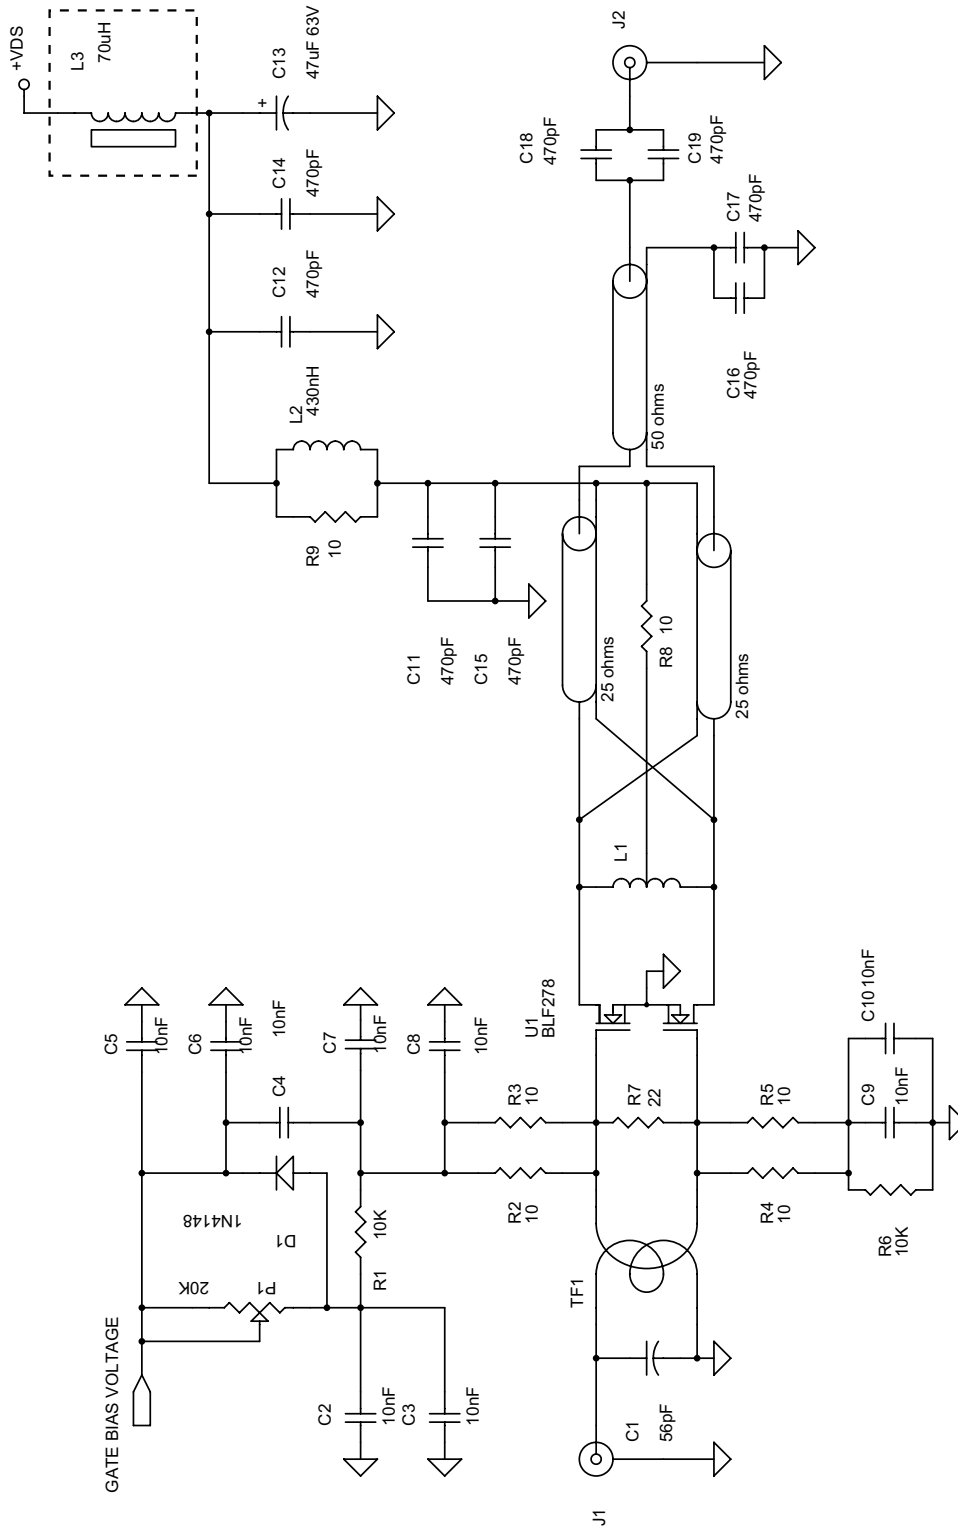 GATE BIAS VOLTAGE
P1
20K
D1
1N4148
C5
10nF
C6
10nF
C4
10nF
C7
10nF
C8
10nF
C2
10nF
C3
10nF
R1
10K
R2
10
R3
10
J1
C1
56pF
TF1
R7
22
R4
10
R5
10
R6
10K
C9
10nF
C10 10nF
U1
BLF278
L1
R8 10
25 ohms
25 ohms
50 ohms
C11
470pF
C15
470pF
R9
10
L2
430nH
C12
470pF
C14
470pF
C13
47uF 63V
L3
70uH
+VDS
+
C16
470pF
C17
470pF
C18
470pF
C19
470pF
J2